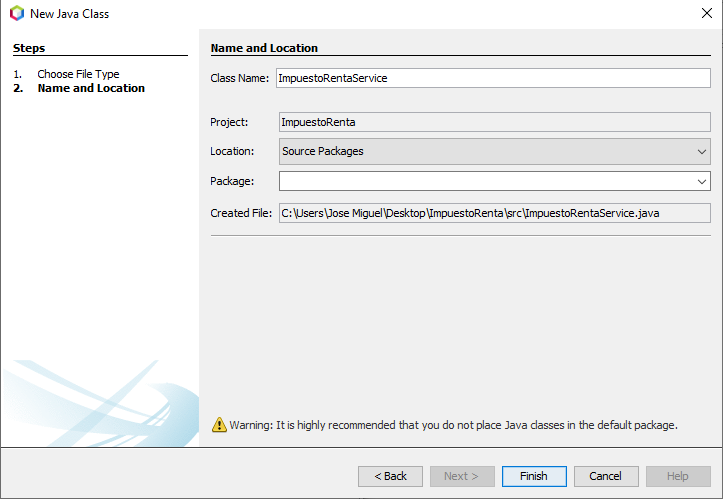 New Java Class
Steps
1. Choose File Type
2. Name and Location
Name and Location
Class Name: ImpuestoRentaService
Project: ImpuestoRenta
Location: Source Packages
Package:
Created File: C:\Users\Jose Miguel\Desktop\ImpuestoRenta\src\ImpuestoRentaService.java
Warning: It is highly recommended that you do not place Java classes in the default package.
< Back Next > Finish Cancel Help